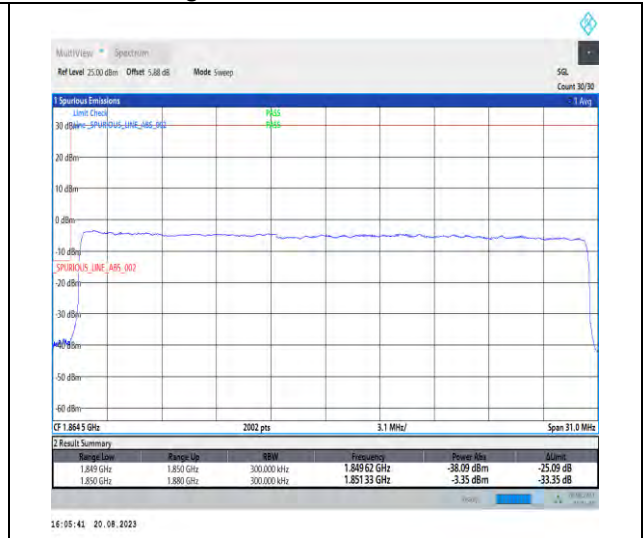 MultiView Spectrum
Ref Level 25.00 dBm Offset 5.88 dB Mode Sweep SGL
Count 30/30
1 Spurious Emissions 1 Avg
Limit Check PASS
Line _SPURIOUS_LINE_ABS_002 PASS
30 dBm
20 dBm
10 dBm
0 dBm
-10 dBm
_SPURIOUS_LINE_ABS_002
-20 dBm
-30 dBm
-40 dBm
-50 dBm
-60 dBm
CF 1.8645 GHz 2002 pts 3.1 MHz/ Span 31.0 MHz
2 Result Summary
Range Low Range Up RBW Frequency Power Abs ΔLimit
1.849 GHz 1.850 GHz 300.000 kHz 1.84962 GHz -38.09 dBm -25.09 dB
1.850 GHz 1.880 GHz 300.000 kHz 1.85133 GHz -3.35 dBm -33.35 dB
Ready
16:05:41 20.08.2023